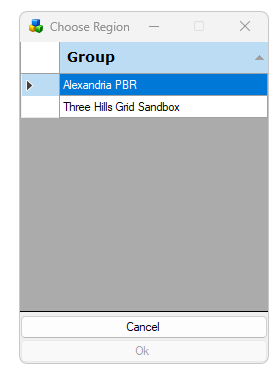 Choose Region
Group
Alexandria PBR
Three Hills Grid Sandbox
Cancel
Ok